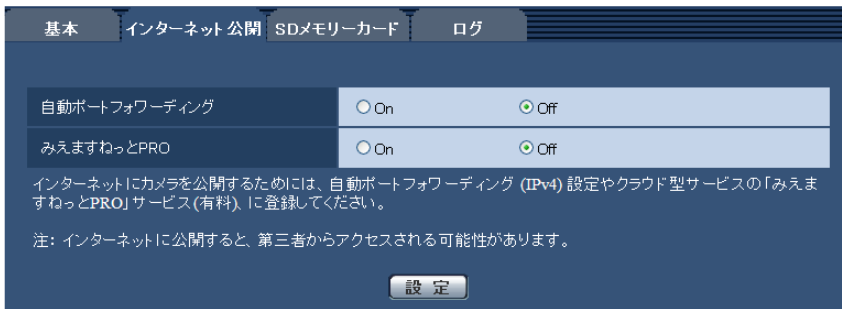 基本 インターネット公開 SDメモリーカード ログ
自動ポートフォワーディング On Off
みえますねっとPRO On Off
インターネットにカメラを公開するためには、自動ポートフォワーディング (IPv4) 設定やクラウド型サービスの「みえま
すねっとPRO」サービス(有料)、に登録してください。
注: インターネットに公開すると、第三者からアクセスされる可能性があります。
設 定